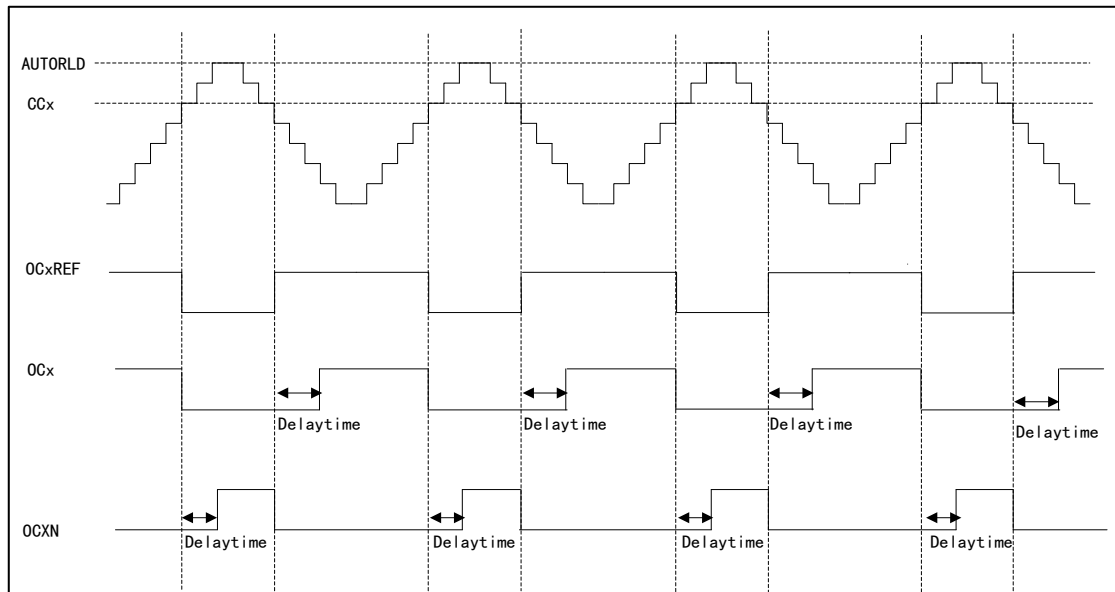 AUTORLD
CCx
OCxREF
OCx
Delaytime
Delaytime
Delaytime
Delaytime
OCXN
Delaytime
Delaytime
Delaytime
Delaytime